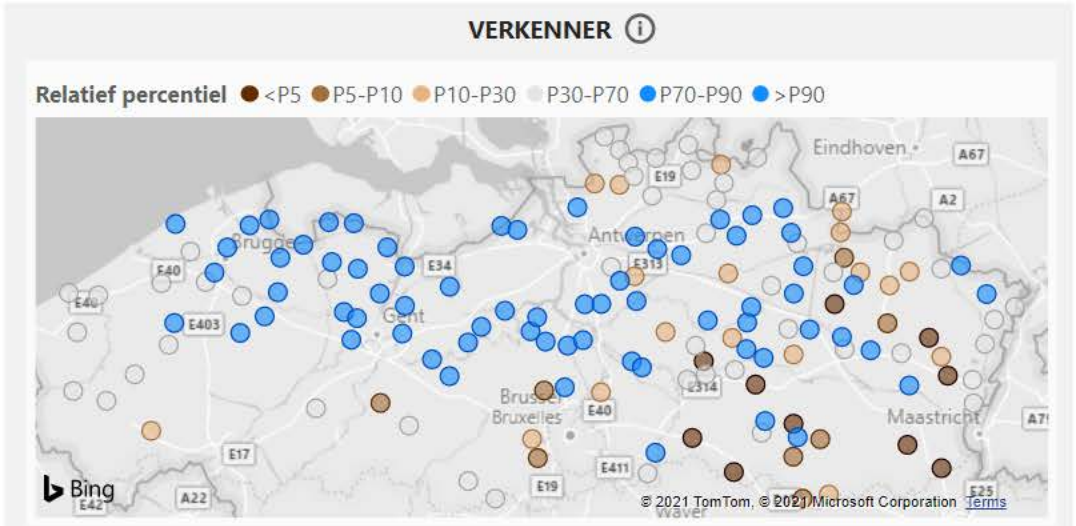 VERKENNER
Relatief percentiel <P5 P5-P10 P10-P30 P30-P70 P70-P90 >P90
Eindhoven
A67
E19
A67
A2
Brugge
Antwerpen
E40
E34
E313
E40
E403
Gent
E314
Brussel
Bruxelles
E40
Maastricht
E17
E411
A22
E19
E25
Bing
E42
© 2021 TomTom, © 2021 Microsoft Corporation Terms
Waver